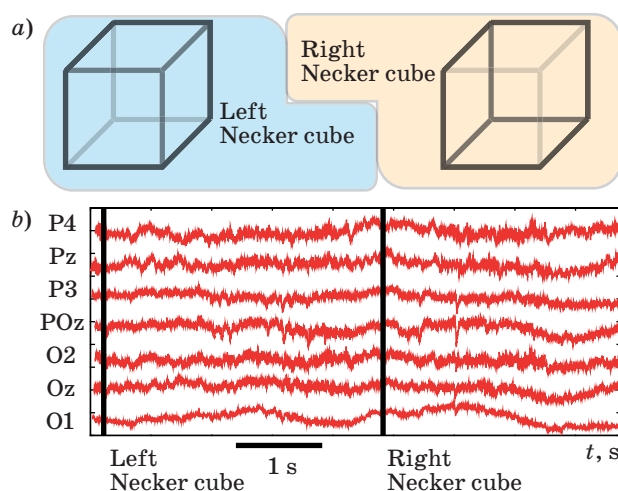 a)
Right
Necker cube
Left
Necker cube
b)
P4
Pz
P3
POz
O2
Oz
O1
Left
Necker cube
1 s
Right
Necker cube
t, s